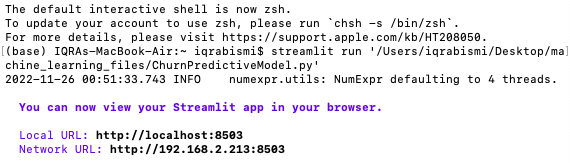 The default interactive shell is now zsh.
To update your account to use zsh, please run `chsh -s /bin/zsh`.
For more details, please visit https://support.apple.com/kb/HT208050.
(base) IQRAs-MacBook-Air:~ iqrabismi$ streamlit run '/Users/iqrabismi/Desktop/ma
chine_learning_files/ChurnPredictiveModel.py'
2022-11-26 00:51:33.743 INFO    numexpr.utils: NumExpr defaulting to 4 threads.
You can now view your Streamlit app in your browser.
Local URL: http://localhost:8503
Network URL: http://192.168.2.213:8503